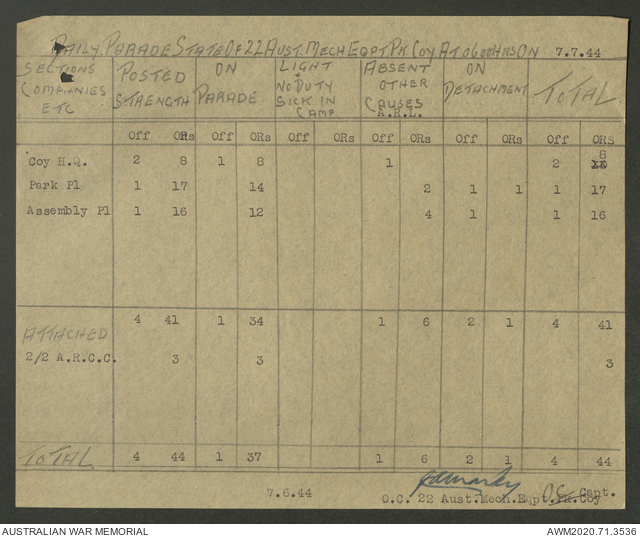 DAILY PARADE STATE OF 22 AUST. MECH EQPT PK COY AT 0600HRS ON 7.7.44
SECTIONS COMPANIES ETC | POSTED STRENGTH | ON PARADE | LIGHT NO DUTY SICK IN CAMP | ABSENT OTHER CAUSES A.R.L. | ON DETACHMENT | TOTAL
Off ORs | Off ORs | Off ORs | Off ORs | Off ORs | Off ORs
Coy H.Q. 2 8 1 8 1 2 8
Park Pl 1 17 14 2 1 1 1 17
Assembly Pl 1 16 12 4 1 1 16
4 41 1 34 1 6 2 1 4 41
ATTACHED
2/2 A.R.C.C. 3 3 3
TOTAL 4 44 1 37 1 6 2 1 4 44
7.6.44
O.C. Capt.
O.C. 22 Aust.Mech.Eqpt.Pk.Coy
AUSTRALIAN WAR MEMORIAL
AWM2020.71.3536